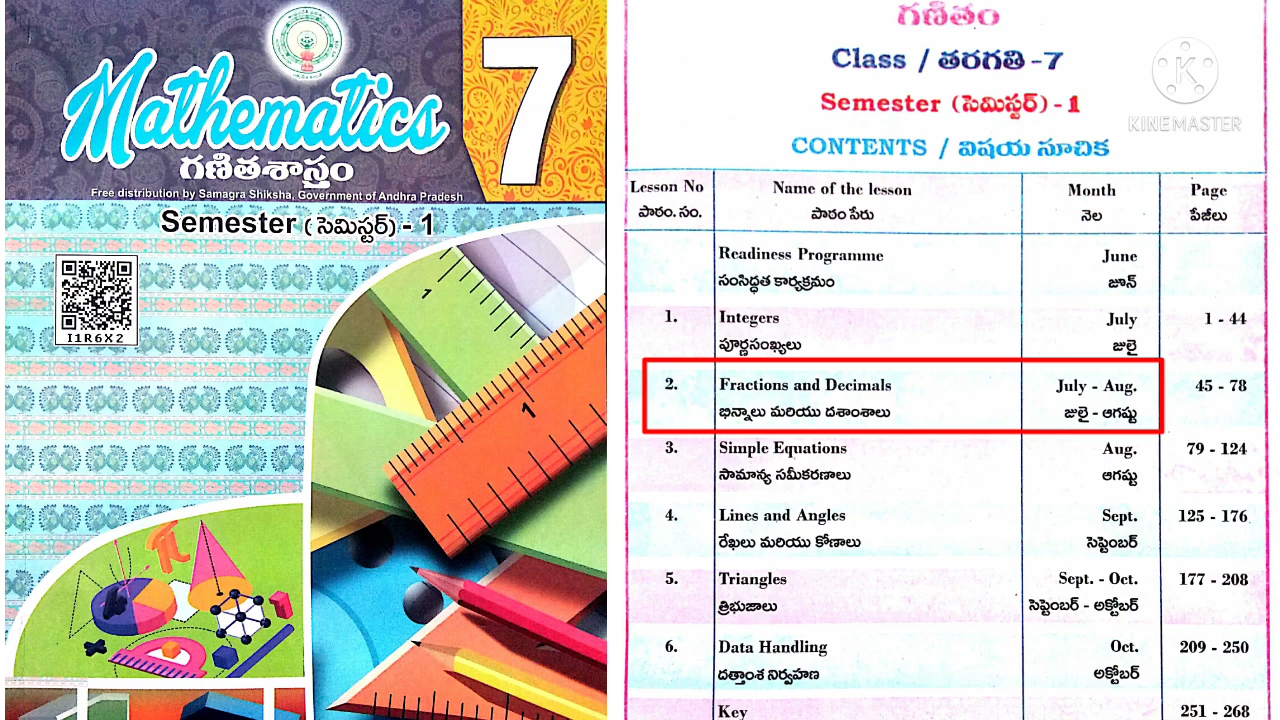 Mathematics
గణితశాస్త్రం
7
Free distribution by Samagra Shiksha, Government of Andhra Pradesh
Semester (సెమిస్టర్) - 1
I1R6X2
1
1
గణితం
Class / తరగతి -7
Semester (సెమిస్టర్) - 1
KINEMASTER
CONTENTS / విషయ సూచిక
Lesson No Name of the lesson Month Page
పాఠం. సం. పాఠం పేరు నెల పేజీలు
Readiness Programme June
సంసిద్ధత కార్యక్రమం జూన్
1. Integers July 1 - 44
పూర్ణసంఖ్యలు జులై
2. Fractions and Decimals July - Aug. 45 - 78
భిన్నాలు మరియు దశాంశాలు జులై - ఆగష్టు
3. Simple Equations Aug. 79 - 124
సామాన్య సమీకరణాలు ఆగష్టు
4. Lines and Angles Sept. 125 - 176
రేఖలు మరియు కోణాలు సెప్టెంబర్
5. Triangles Sept. - Oct. 177 - 208
త్రిభుజాలు సెప్టెంబర్ - అక్టోబర్
6. Data Handling Oct. 209 - 250
దత్తాంశ నిర్వహణ అక్టోబర్
Key 251 - 268